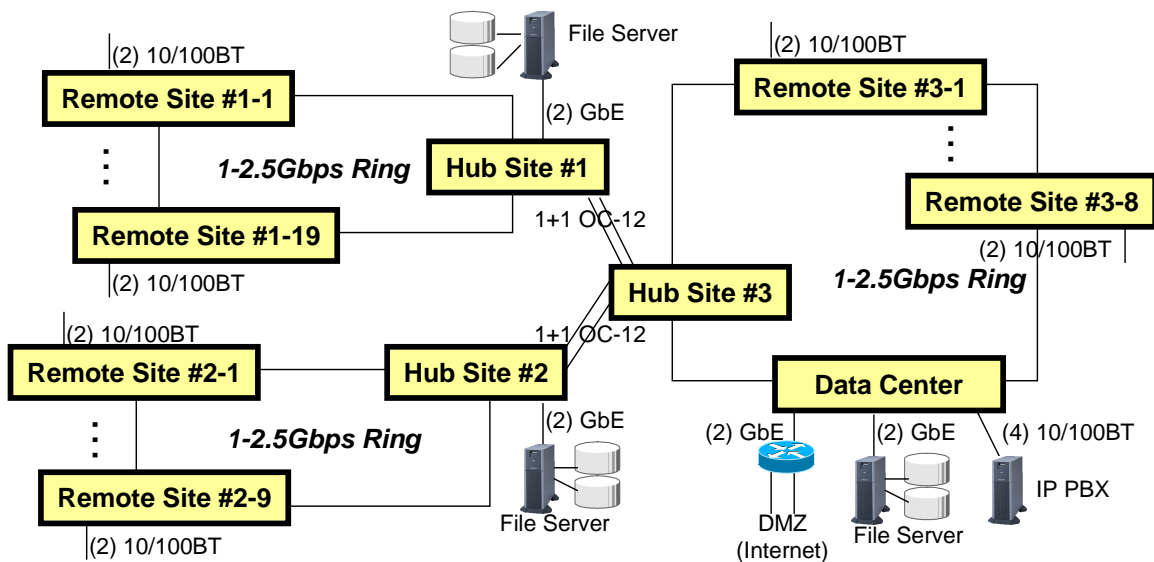 (2) 10/100BT
Remote Site #1-1
File Server
(2) GbE
(2) 10/100BT
Remote Site #3-1
1-2.5Gbps Ring
Hub Site #1
Remote Site #3-8
Remote Site #1-19
1+1 OC-12
(2) 10/100BT
(2) 10/100BT
Hub Site #3
1-2.5Gbps Ring
(2) 10/100BT
1+1 OC-12
Remote Site #2-1
Hub Site #2
Data Center
(2) GbE
1-2.5Gbps Ring
(2) GbE
(2) GbE
(4) 10/100BT
Remote Site #2-9
IP PBX
File Server
DMZ
(Internet)
File Server
(2) 10/100BT